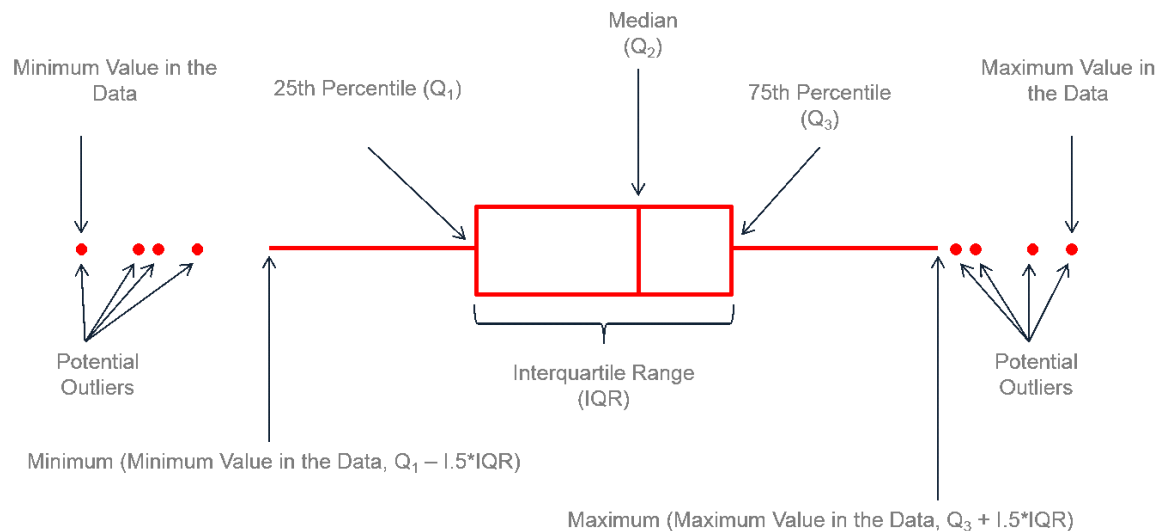 Median
(Q₂)
Minimum Value in the
Data
25th Percentile (Q₁)
75th Percentile
(Q₃)
Maximum Value in
the Data
Potential
Outliers
Interquartile Range
(IQR)
Potential
Outliers
Minimum (Minimum Value in the Data, Q₁ – I.5*IQR)
Maximum (Maximum Value in the Data, Q₃ + I.5*IQR)